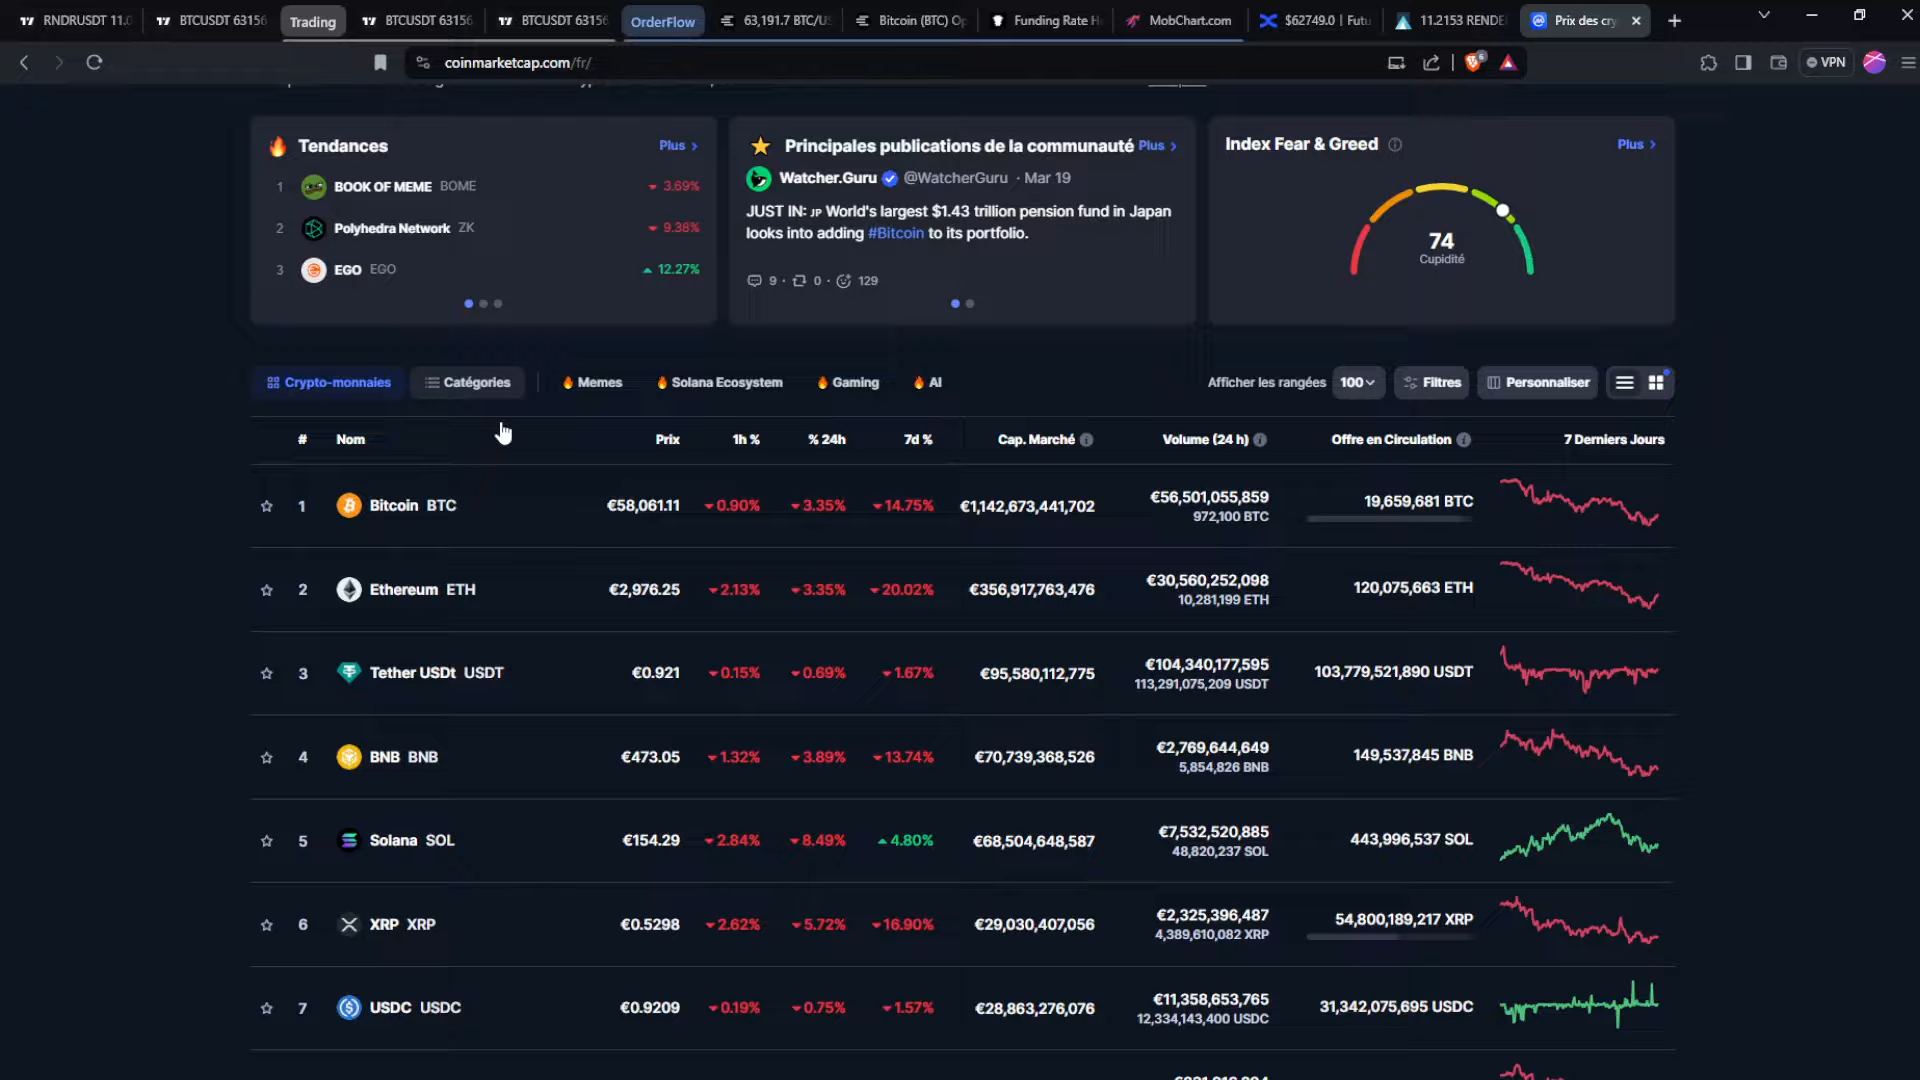 RNDRUSDT 11.0
BTCUSDT 63156
Trading
BTCUSDT 63156
BTCUSDT 63156
OrderFlow
63,191.7 BTC/US
Bitcoin (BTC) Op
Funding Rate H
MobChart.com
$62749.0 | Futu
11.2153 RENDE
Prix des cry
coinmarketcap.com/fr/
VPN
Tendances
Plus >
1 BOOK OF MEME BOME 3.69%
2 Polyhedra Network ZK 9.36%
3 EGO EGO 12.27%
Principales publications de la communauté
Plus >
Watcher.Guru @WatcherGuru · Mar 19
JUST IN: JP World's largest $1.43 trillion pension fund in Japan
looks into adding #Bitcoin to its portfolio.
9 · 0 · 129
Index Fear & Greed
Plus >
74
Cupidité
Crypto-monnaies
Catégories
Memes
Solana Ecosystem
Gaming
AI
Afficher les rangées
100
Filtres
Personnaliser
# Nom Prix 1h % % 24h 7d % Cap. Marché Volume (24 h) Offre en Circulation 7 Derniers Jours
1 Bitcoin BTC €58,061.11 0.90% 3.35% 14.75% €1,142,673,441,702 €56,501,055,859 19,659,681 BTC
972,100 BTC
2 Ethereum ETH €2,976.25 2.13% 3.35% 20.02% €356,917,763,476 €30,560,252,098 120,075,663 ETH
10,281,199 ETH
3 Tether USDt USDT €0.921 0.15% 0.69% 1.67% €95,580,112,775 €104,340,177,595 103,779,521,890 USDT
113,291,075,209 USDT
4 BNB BNB €473.05 1.32% 3.89% 13.74% €70,739,368,526 €2,769,644,649 149,537,845 BNB
5,854,826 BNB
5 Solana SOL €154.29 2.84% 8.49% 4.80% €68,504,648,587 €7,532,520,885 443,996,537 SOL
48,820,237 SOL
6 XRP XRP €0.5298 2.62% 5.72% 16.90% €29,030,407,056 €2,325,396,487 54,800,189,217 XRP
4,389,610,082 XRP
7 USDC USDC €0.9209 0.19% 0.75% 1.57% €28,863,276,076 €11,358,653,765 31,342,075,695 USDC
12,334,143,400 USDC